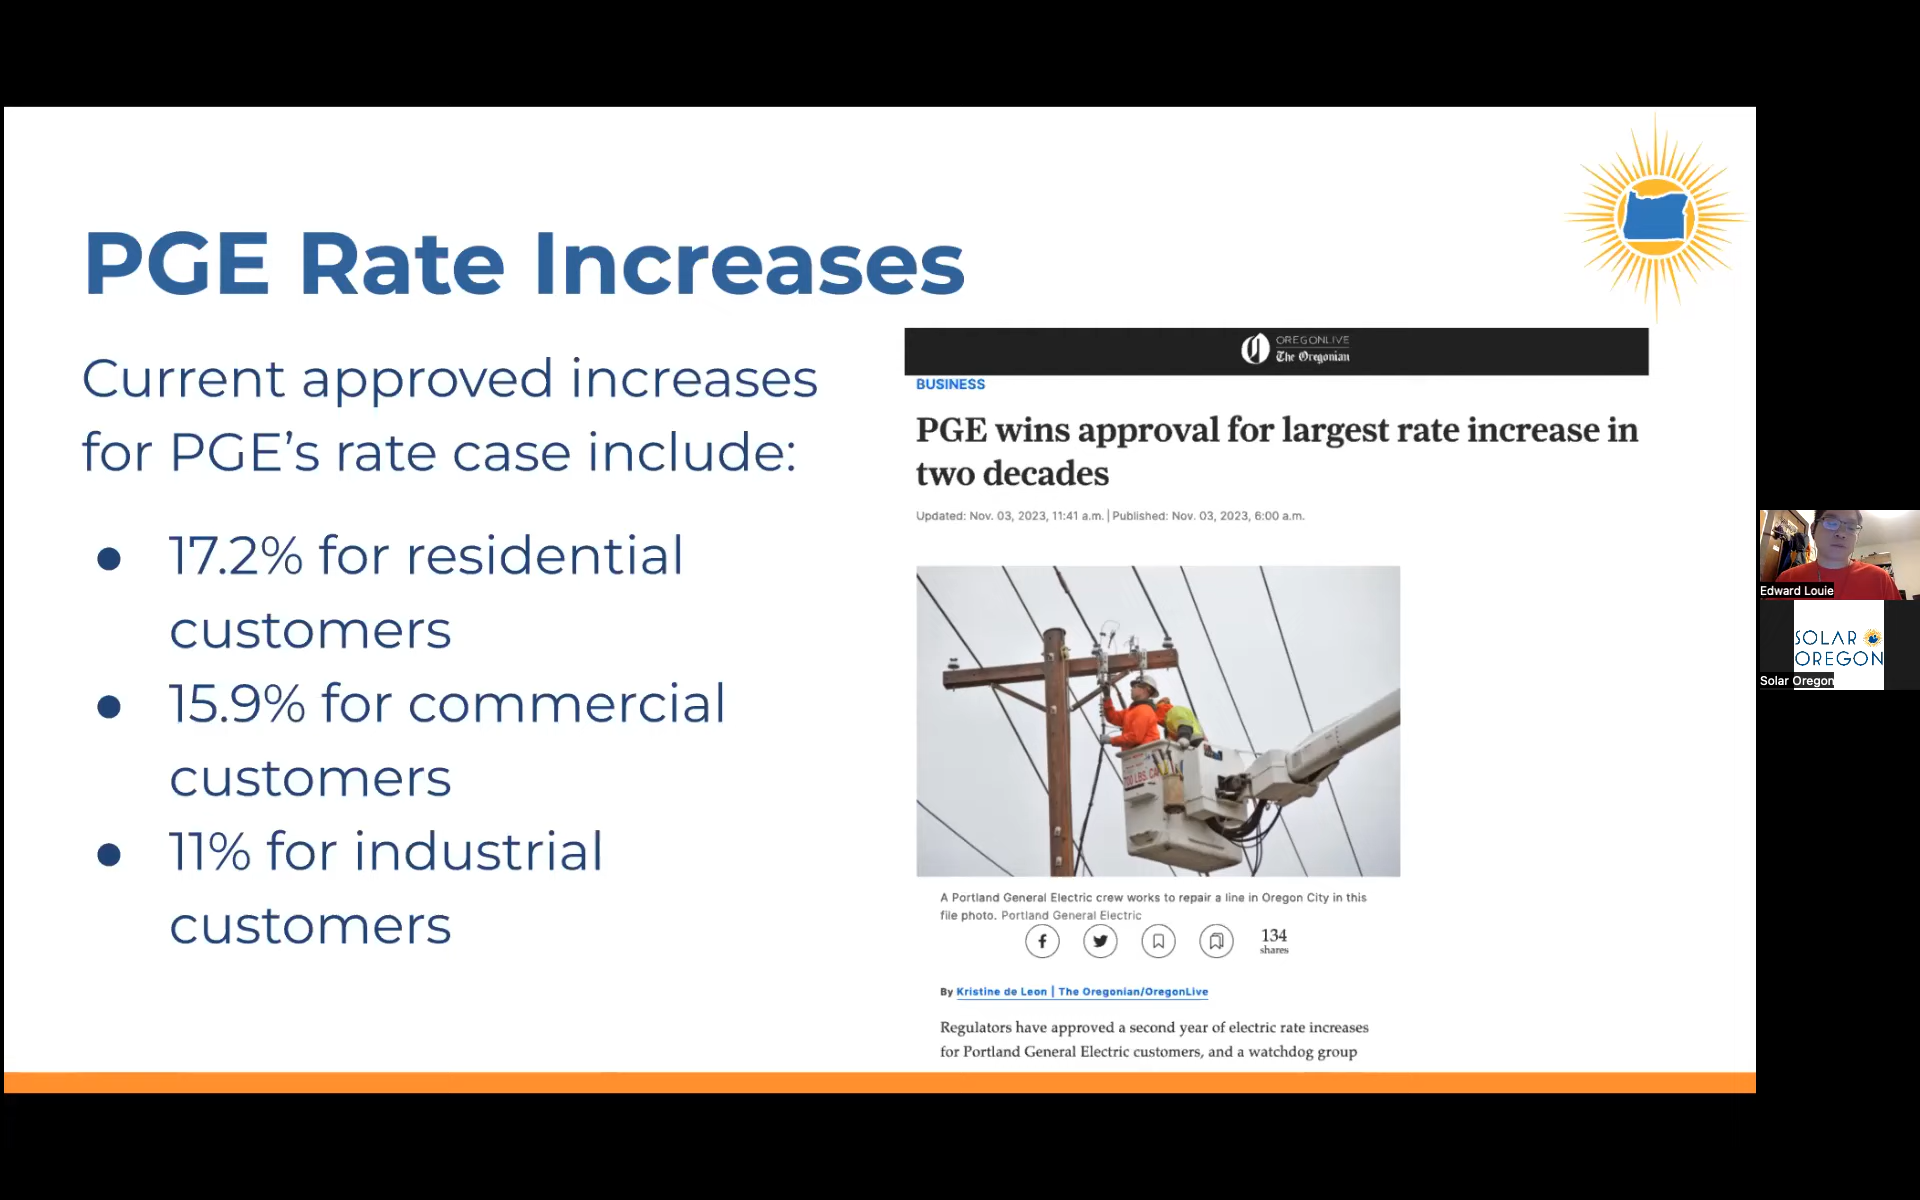 PGE Rate Increases
Current approved increases
for PGE's rate case include:
● 17.2% for residential
customers
● 15.9% for commercial
customers
● 11% for industrial
customers
OREGONLIVE
The Oregonian
BUSINESS
PGE wins approval for largest rate increase in
two decades
Updated: Nov. 03, 2023, 11:41 a.m. | Published: Nov. 03, 2023, 6:00 a.m.
700 LBS. CA
A Portland General Electric crew works to repair a line in Oregon City in this
file photo. Portland General Electric
134
shares
By Kristine de Leon | The Oregonian/OregonLive
Regulators have approved a second year of electric rate increases
for Portland General Electric customers, and a watchdog group
Edward Louie
SOLAR
OREGON
Solar Oregon